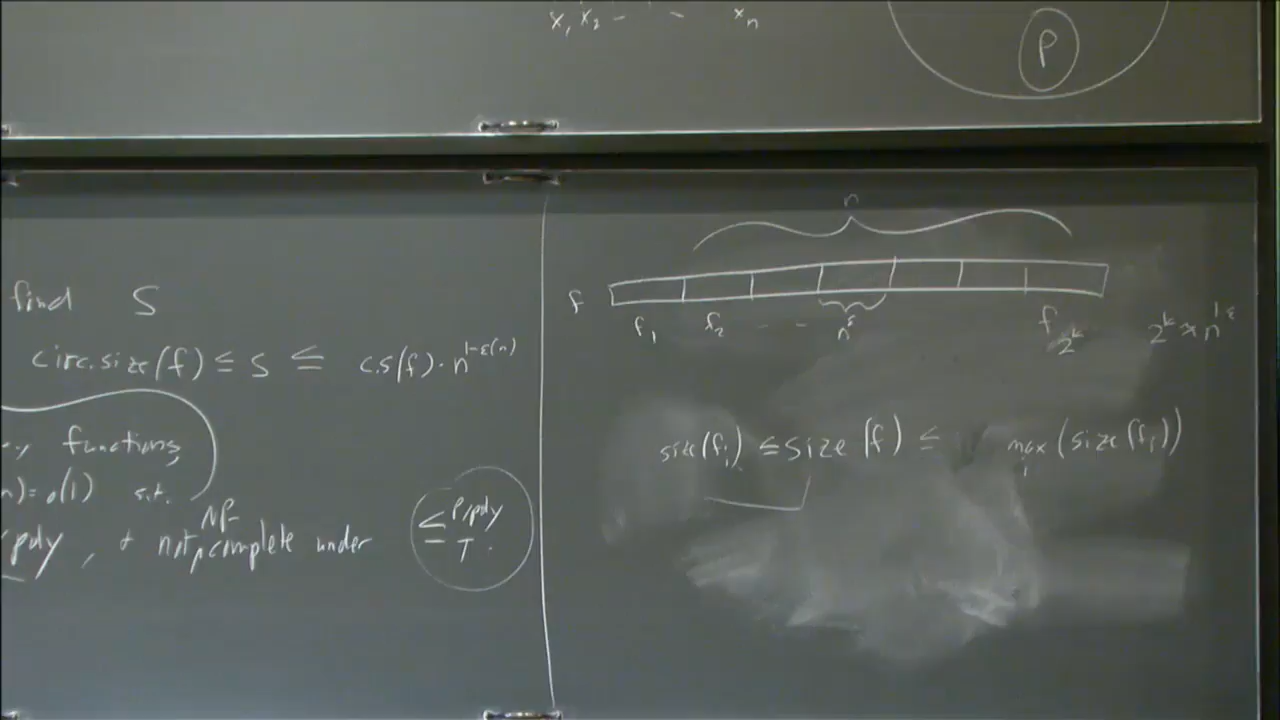 x₁ x₂ - - - xₙ
P
find S
circ.size(f) ≤ S ≤ c.s(f) · n^{1-ε(n)}
functions,
n) = o(1) s.t.
NP-
poly, + not complete under ≤_T^{P/poly}
n
f
f₁ f₂ - - n^ε f_{2^k} 2^k ≈ n^{1-ε}
size(f_i) ≤ size(f) ≤ max_i (size(f_i))